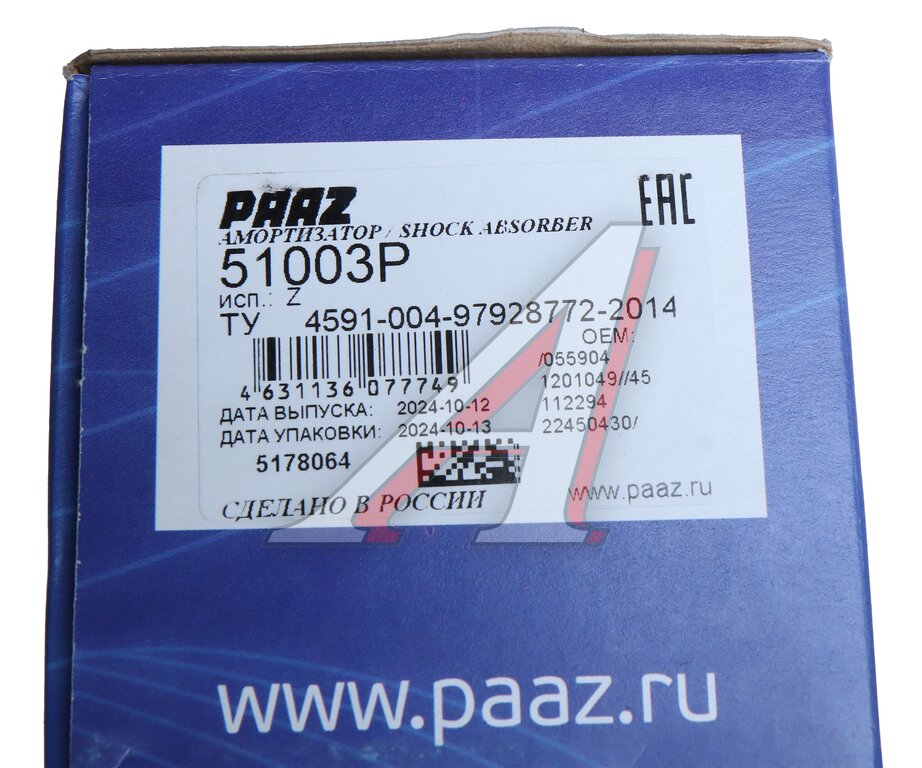 PAAZ
EAC
АМОРТИЗАТОР / SHOCK ABSORBER
51003P
исп.: Z
ТУ 4591-004-97928772-2014
OEM:
/055904
1201049//45
112294
22450430/
4 631136 077749
ДАТА ВЫПУСКА: 2024-10-12
ДАТА УПАКОВКИ: 2024-10-13
5178064
СДЕЛАНО В РОССИИ
www.paaz.ru
www.paaz.ru